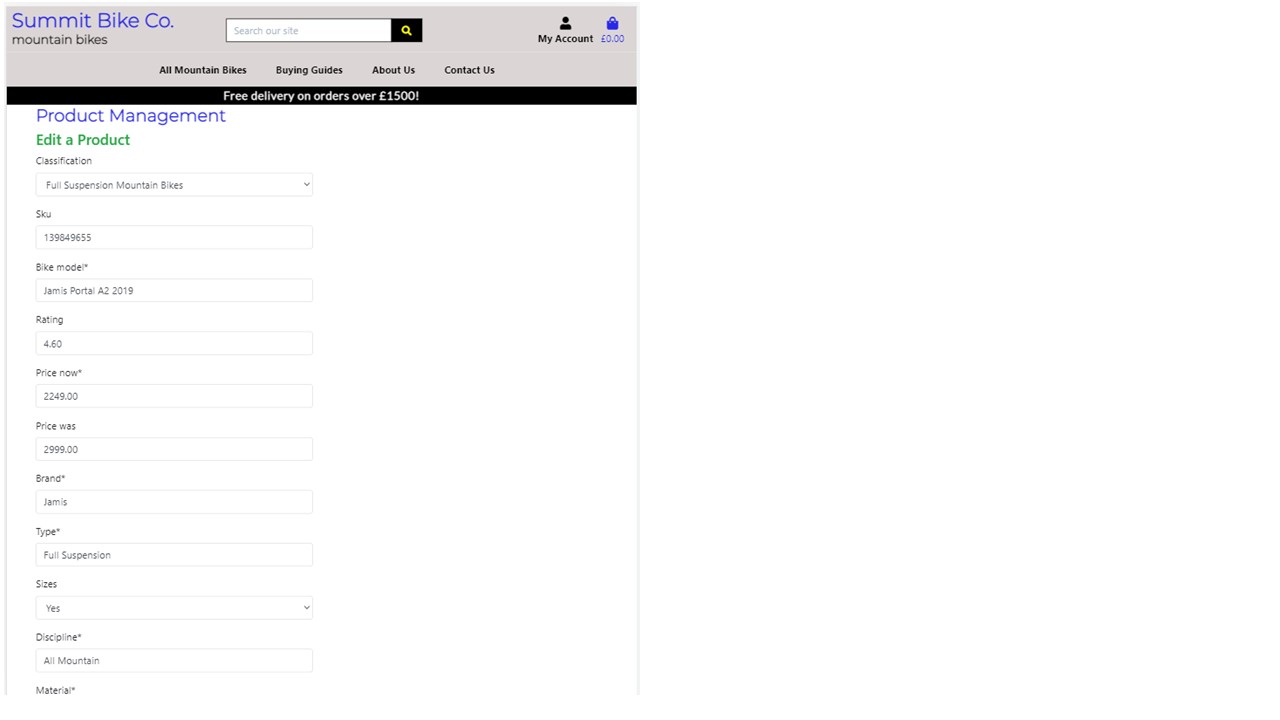 Summit Bike Co.
mountain bikes
Search our site
My Account £0.00
All Mountain Bikes Buying Guides About Us Contact Us
Free delivery on orders over £1500!
Product Management
Edit a Product
Classification
Full Suspension Mountain Bikes
Sku
139849655
Bike model*
Jamis Portal A2 2019
Rating
4.60
Price now*
2249.00
Price was
2999.00
Brand*
Jamis
Type*
Full Suspension
Sizes
Yes
Discipline*
All Mountain
Material*